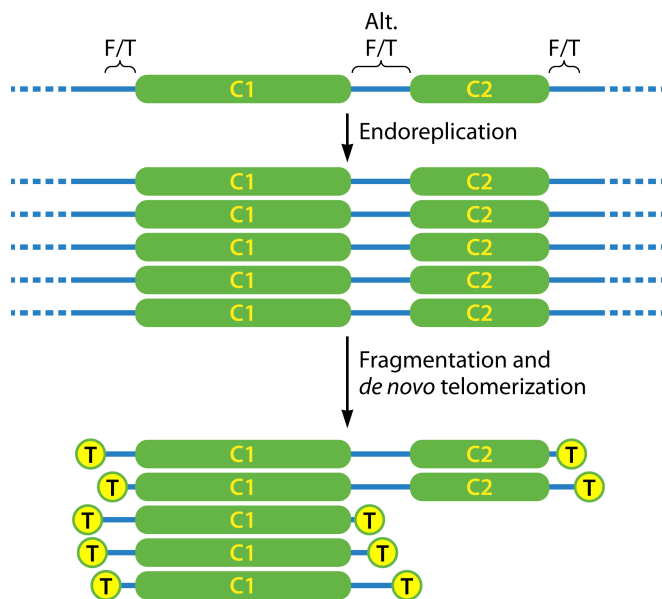 Alt.
F/T F/T F/T
C1 C2
Endoreplication
C1 C2
C1 C2
C1 C2
C1 C2
C1 C2
Fragmentation and
de novo telomerization
T C1 C2 T
T C1 C2 T
T C1 T
T C1 T
T C1 T